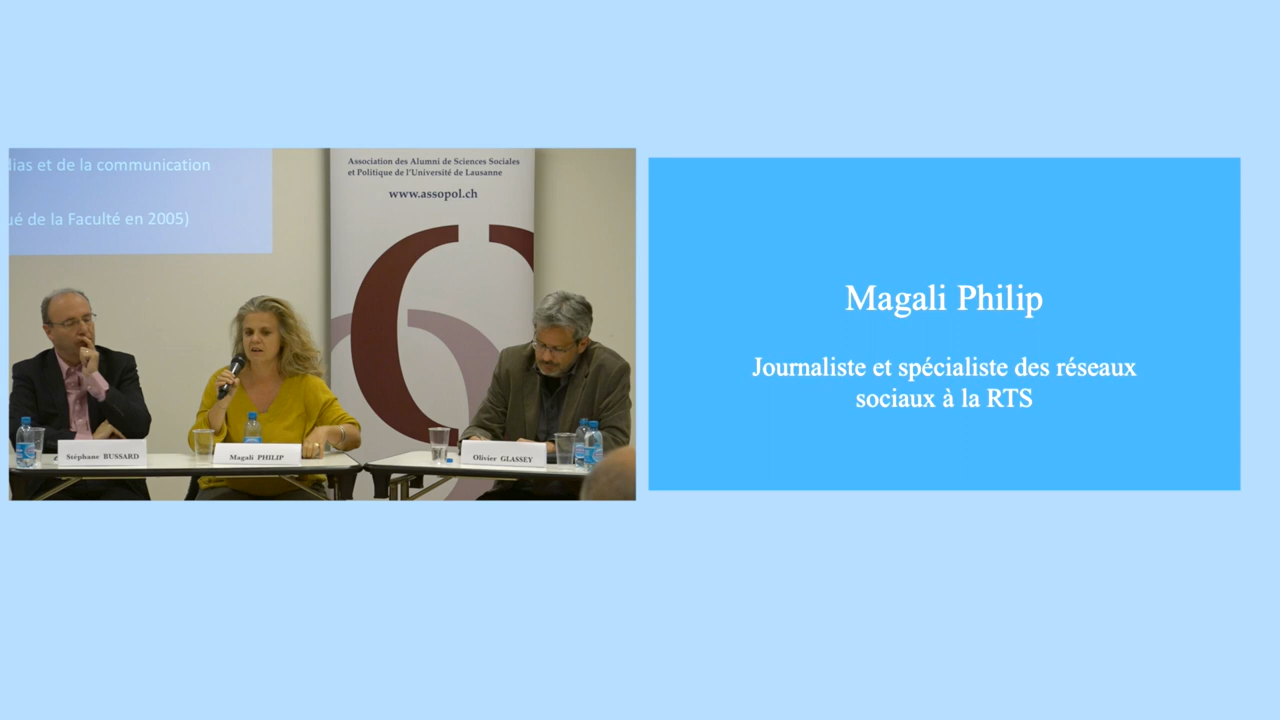 dias et de la communication
ué de la Faculté en 2005)
Association des Alumni de Sciences Sociales
et Politique de l'Université de Lausanne
www.assopol.ch
Stéphane BUSSARD
Magali PHILIP
Olivier GLASSEY
Magali Philip
Journaliste et spécialiste des réseaux
sociaux à la RTS